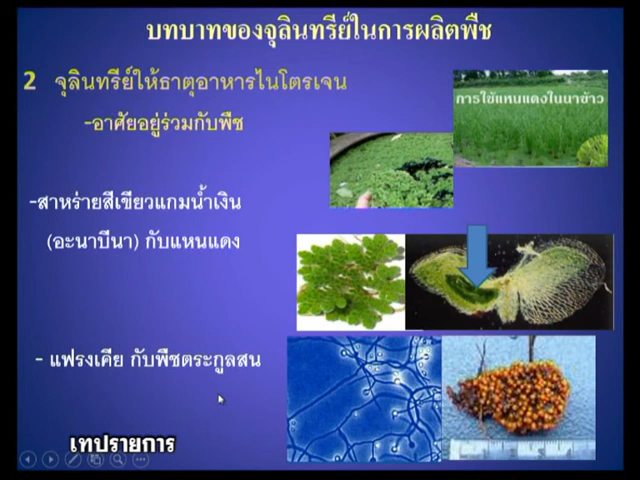 บทบาทของจุลินทรีย์ในการผลิตพืช
2 จุลินทรีย์ให้ธาตุอาหารไนโตรเจน
-อาศัยอยู่ร่วมกับพืช
การใช้แหนแดงในนาข้าว
-สาหร่ายสีเขียวแกมน้ำเงิน
(อะนาบีนา) กับแหนแดง
- แฟรงเคีย กับพืชตระกูลสน
เทปรายการ